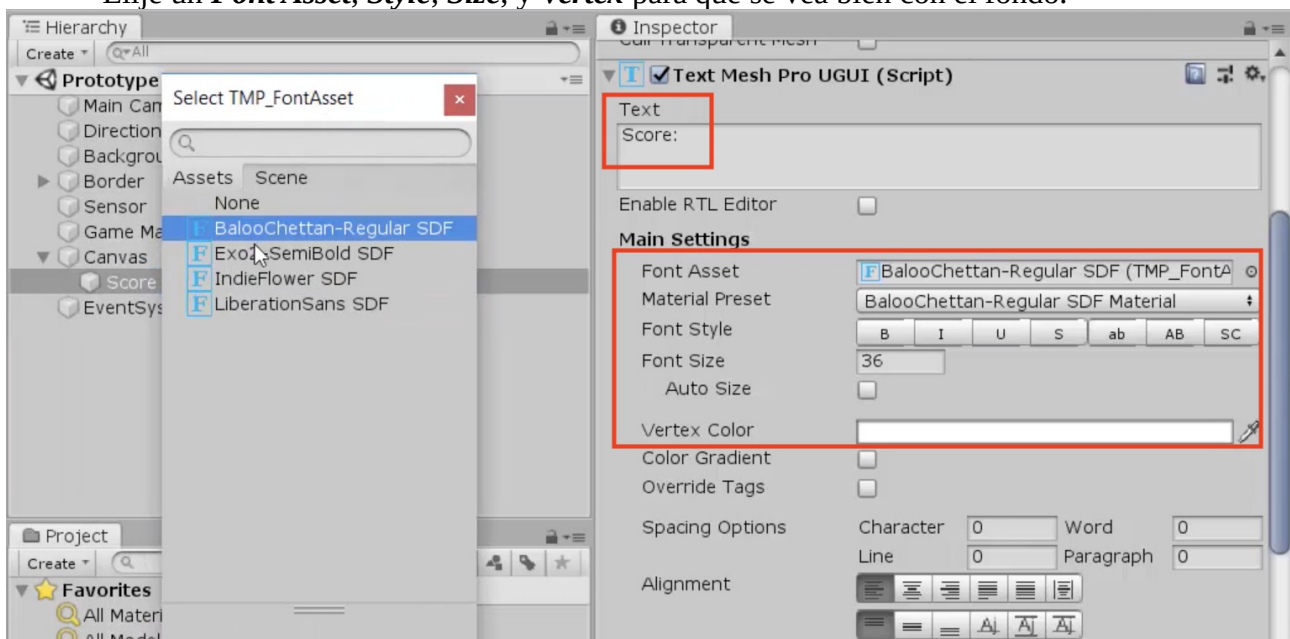 Elije un Font Asset, Style, Size, y Vertex para que se vea bien con el fondo.
Hierarchy
Create All
Prototype
Main Cam
Direction
Backgrou
Border
Sensor
Game Ma
Canvas
Score
EventSys
Select TMP_FontAsset
Assets Scene
None
BalooChettan-Regular SDF
Exo2-SemiBold SDF
IndieFlower SDF
LiberationSans SDF
Project
Create
Favorites
All Materi
All Model
Inspector
Cull Transparent Mesh
Text Mesh Pro UGUI (Script)
Text
Score:
Enable RTL Editor
Main Settings
Font Asset BalooChettan-Regular SDF (TMP_FontA
Material Preset BalooChettan-Regular SDF Material
Font Style B I U S ab AB SC
Font Size 36
Auto Size
Vertex Color
Color Gradient
Override Tags
Spacing Options Character 0 Word 0
Line 0 Paragraph 0
Alignment